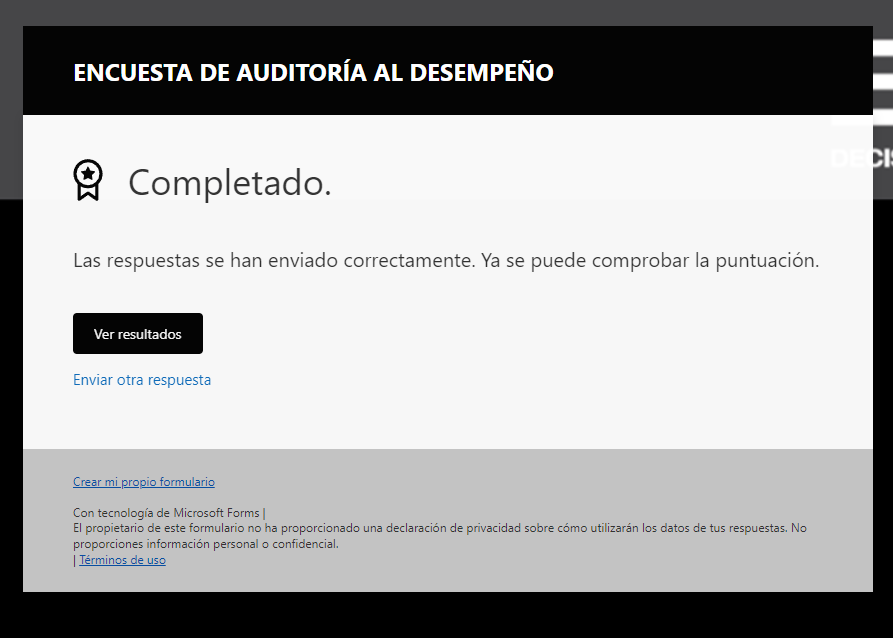 ENCUESTA DE AUDITORÍA AL DESEMPEÑO
Completado.
Las respuestas se han enviado correctamente. Ya se puede comprobar la puntuación.
Ver resultados
Enviar otra respuesta
Crear mi propio formulario
Con tecnología de Microsoft Forms |
El propietario de este formulario no ha proporcionado una declaración de privacidad sobre cómo utilizarán los datos de tus respuestas. No
proporciones información personal o confidencial.
| Términos de uso